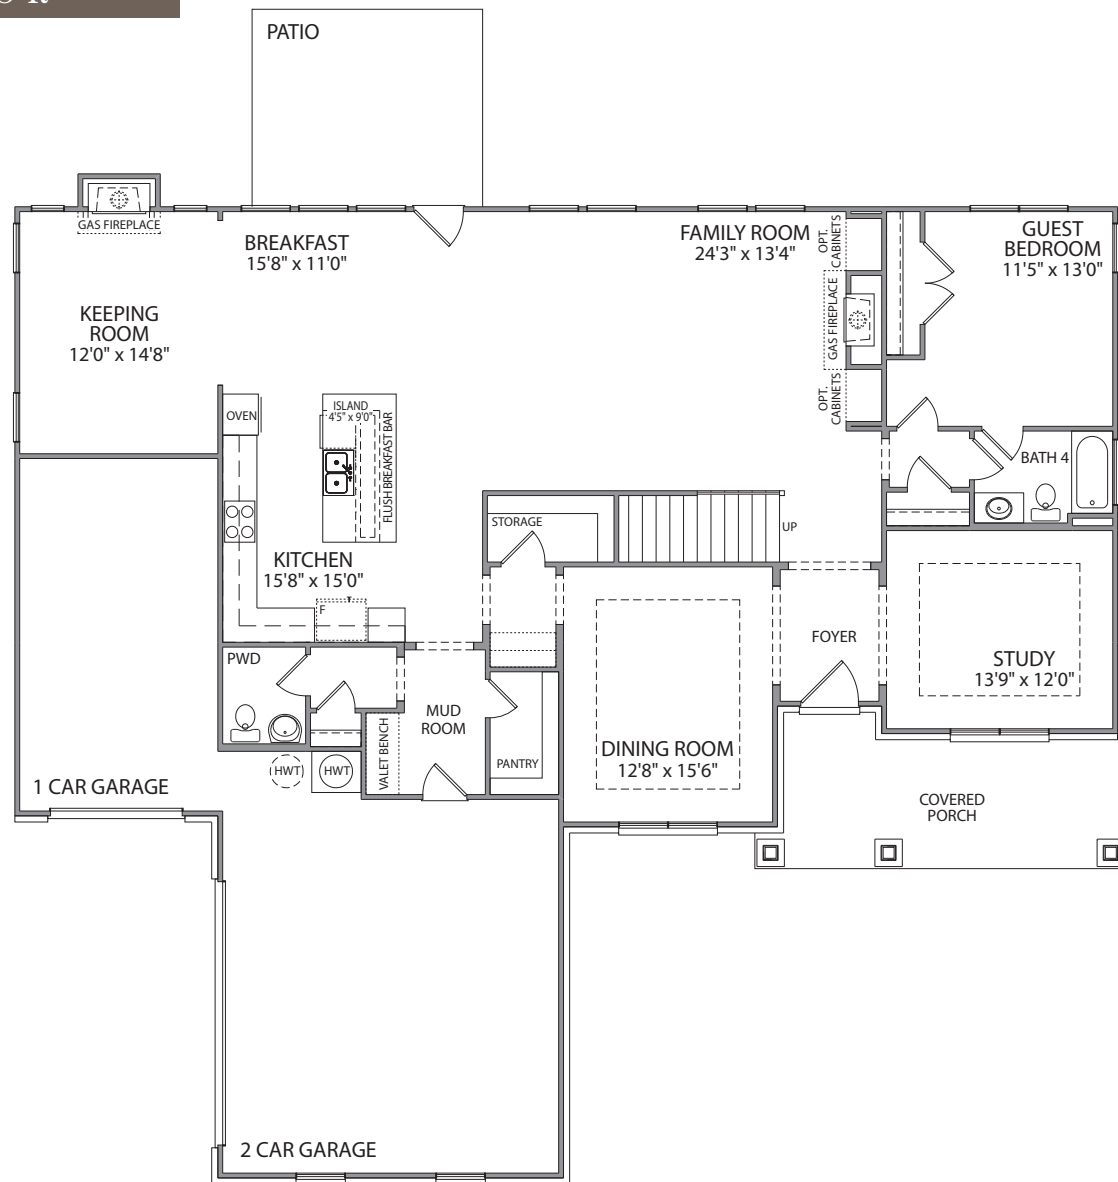 PATIO
GAS FIREPLACE
BREAKFAST
15'8" x 11'0"
FAMILY ROOM
24'3" x 13'4"
OPT.
CABINETS
GUEST
BEDROOM
11'5" x 13'0"
KEEPING
ROOM
12'0" x 14'8"
GAS FIREPLACE
OPT.
CABINETS
OVEN
ISLAND
4'5" x 9'0"
FLUSH BREAKFAST BAR
BATH 4
STORAGE
UP
KITCHEN
15'8" x 15'0"
F
FOYER
PWD
STUDY
13'9" x 12'0"
MUD
ROOM
VALET BENCH
PANTRY
DINING ROOM
12'8" x 15'6"
HWT
HWT
1 CAR GARAGE
COVERED
PORCH
2 CAR GARAGE